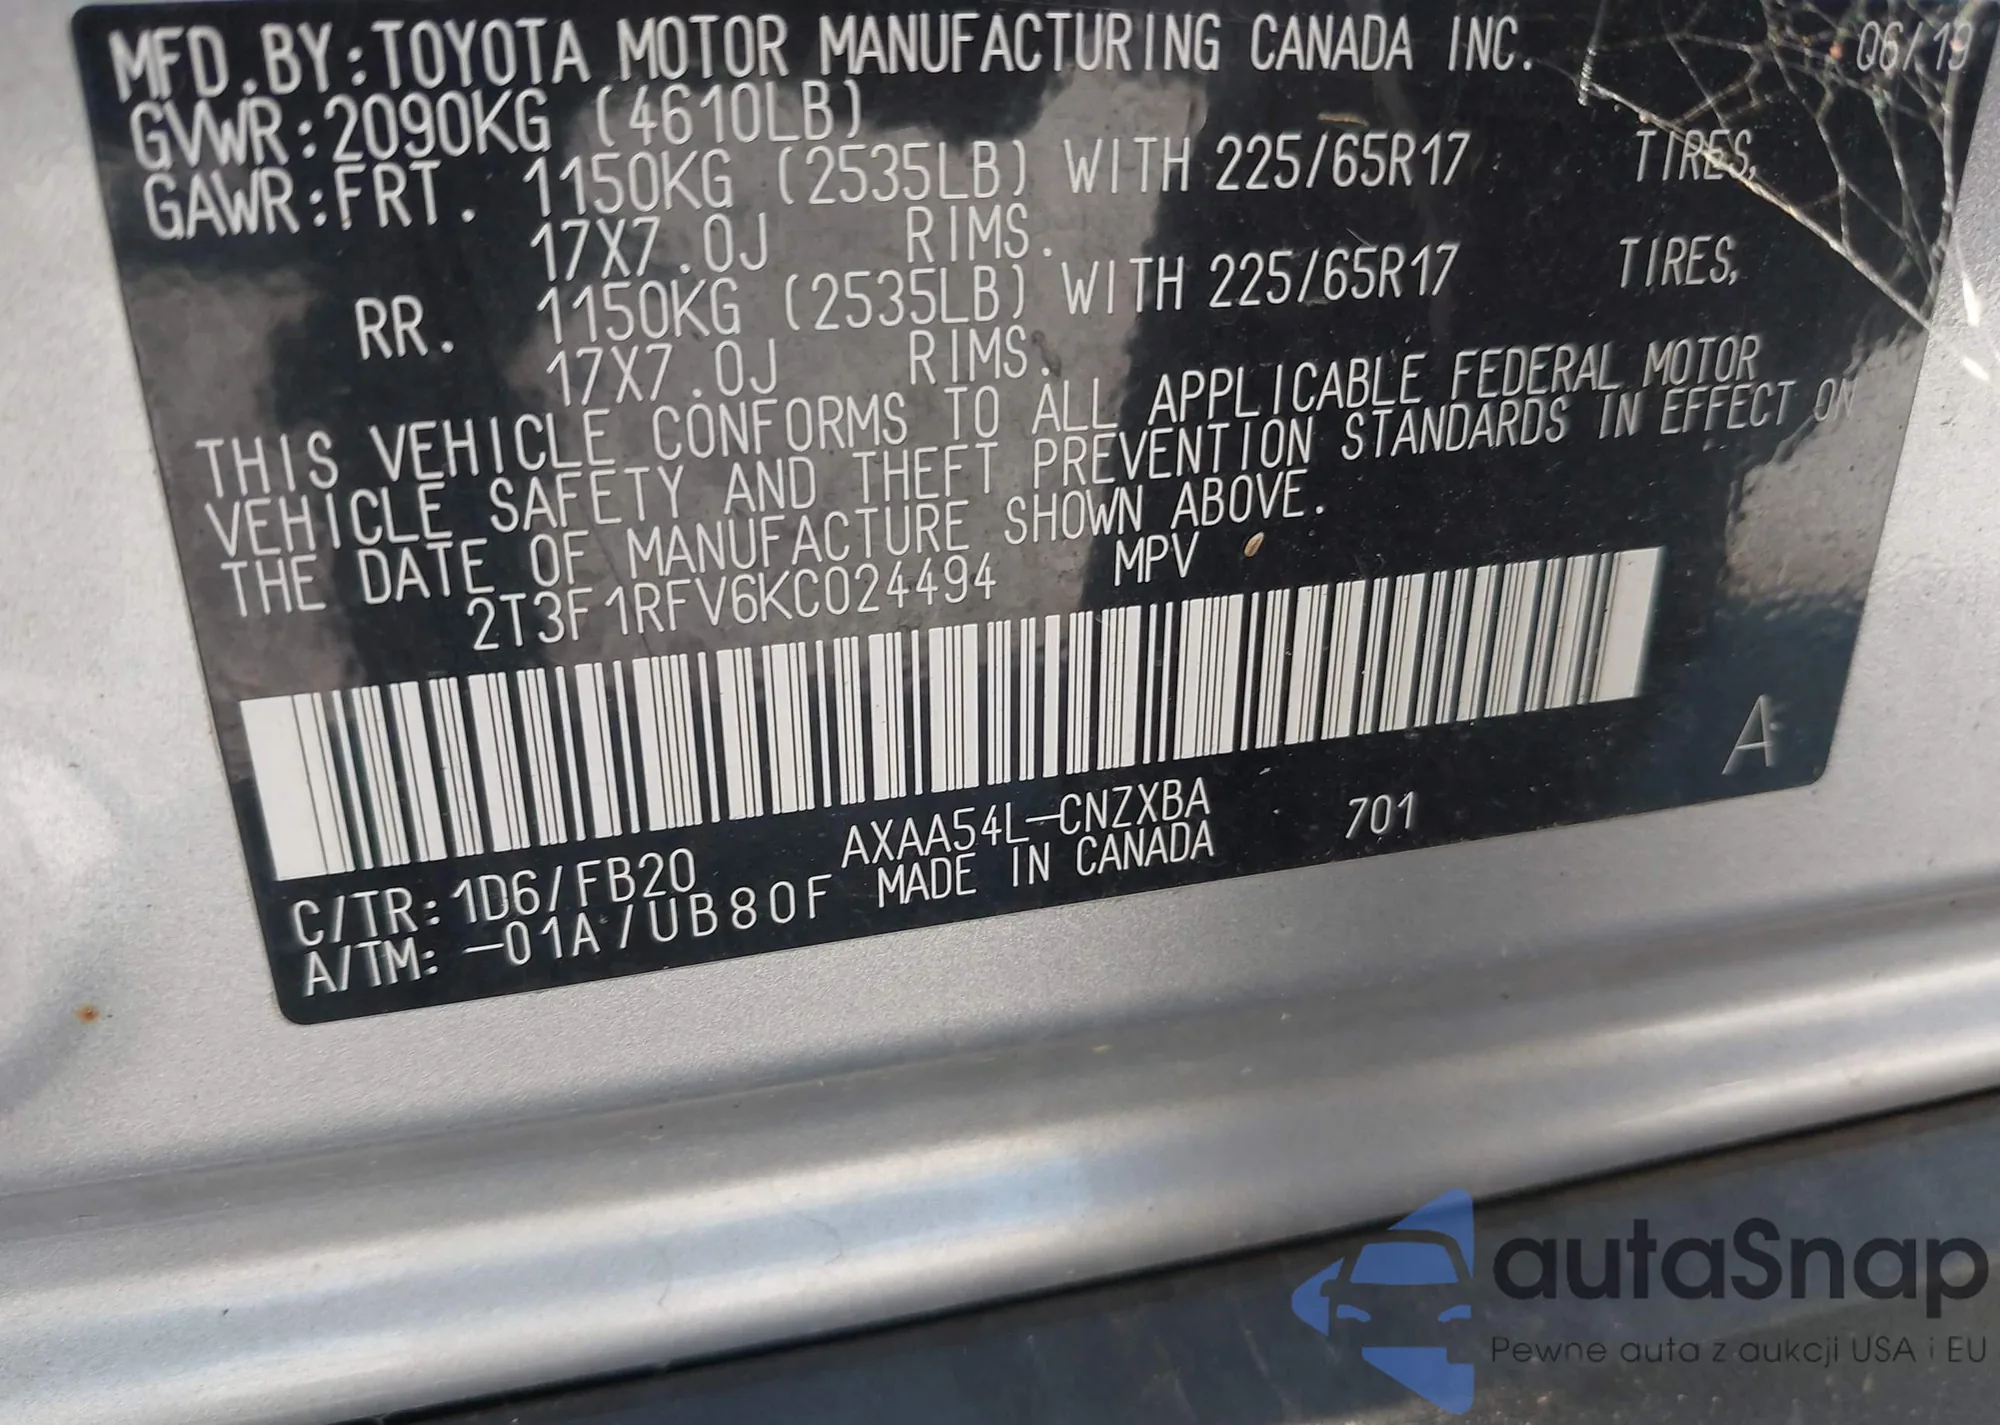 MFD.BY:TOYOTA MOTOR MANUFACTURING CANADA INC. 06/19
GVWR:2090KG (4610LB)
GAWR:FRT. 1150KG (2535LB) WITH 225/65R17 TIRES,
17X7.0J RIMS.
RR. 1150KG (2535LB) WITH 225/65R17 TIRES,
17X7.0J RIMS.
THIS VEHICLE CONFORMS TO ALL APPLICABLE FEDERAL MOTOR
VEHICLE SAFETY AND THEFT PREVENTION STANDARDS IN EFFECT ON
THE DATE OF MANUFACTURE SHOWN ABOVE.
2T3F1RFV6KC024494 MPV
C/TR:1D6/FB20 AXAA54L-CNZXBA 701 A
A/TM:-01A/UB80F MADE IN CANADA
autaSnap
Pewne auta z aukcji USA i EU